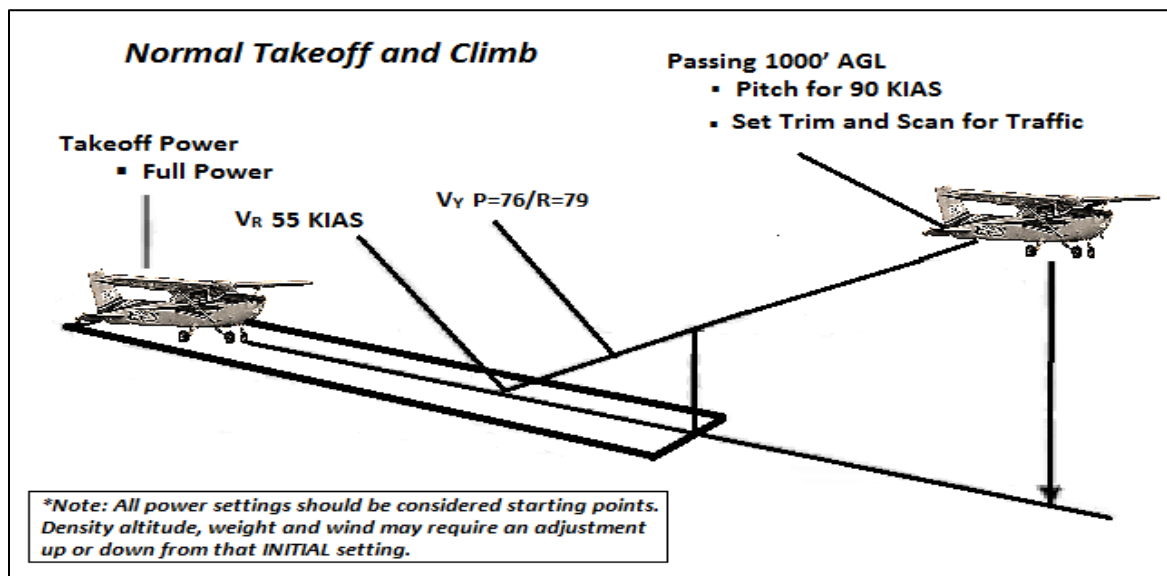 Normal Takeoff and Climb
Passing 1000’ AGL
▪ Pitch for 90 KIAS
▪ Set Trim and Scan for Traffic
Takeoff Power
▪ Full Power
VR 55 KIAS
VY P=76/R=79
*Note: All power settings should be considered starting points.
Density altitude, weight and wind may require an adjustment
up or down from that INITIAL setting.